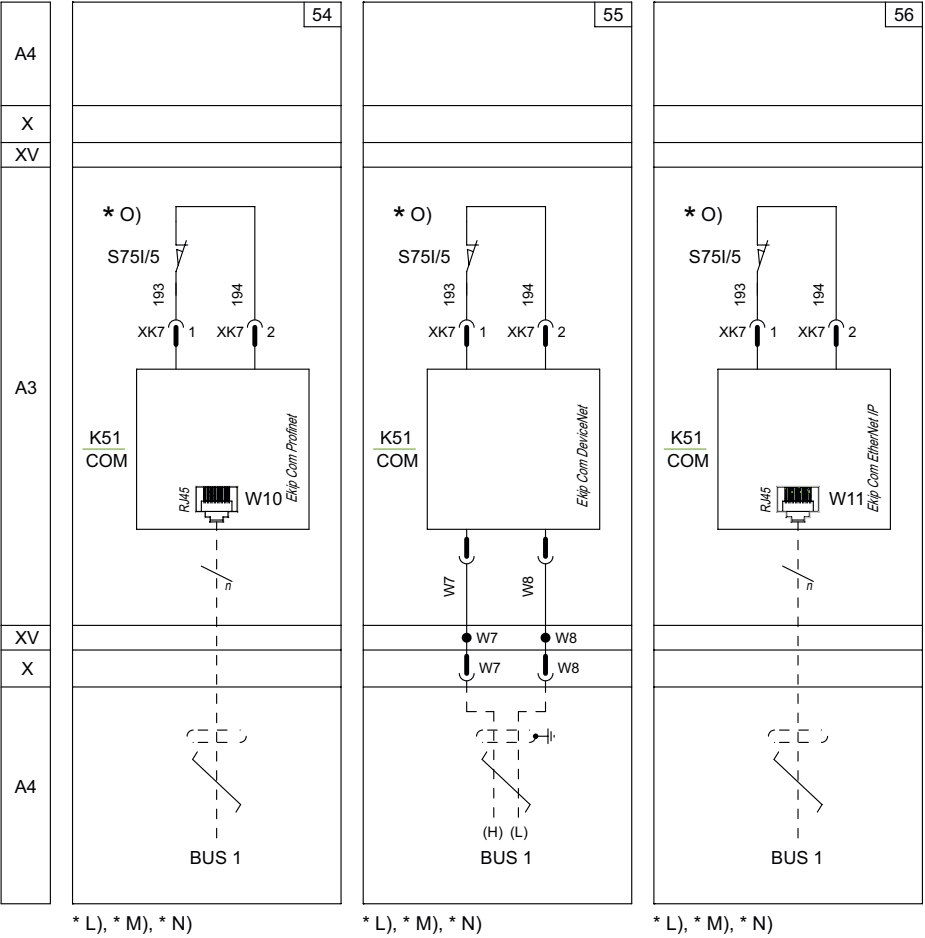 A4
X
XV
A3
XV
X
A4
54
* O)
S75I/5
193
194
XK7 1
XK7 2
K51
COM
Ekip Com Profinet
RJ45
W10
n
BUS 1
* L), * M), * N)
55
* O)
S75I/5
193
194
XK7 1
XK7 2
K51
COM
Ekip Com DeviceNet
W7
W8
W7
W8
W7
W8
(H) (L)
BUS 1
* L), * M), * N)
56
* O)
S75I/5
193
194
XK7 1
XK7 2
K51
COM
Ekip Com EtherNet IP
RJ45
W11
n
BUS 1
* L), * M), * N)